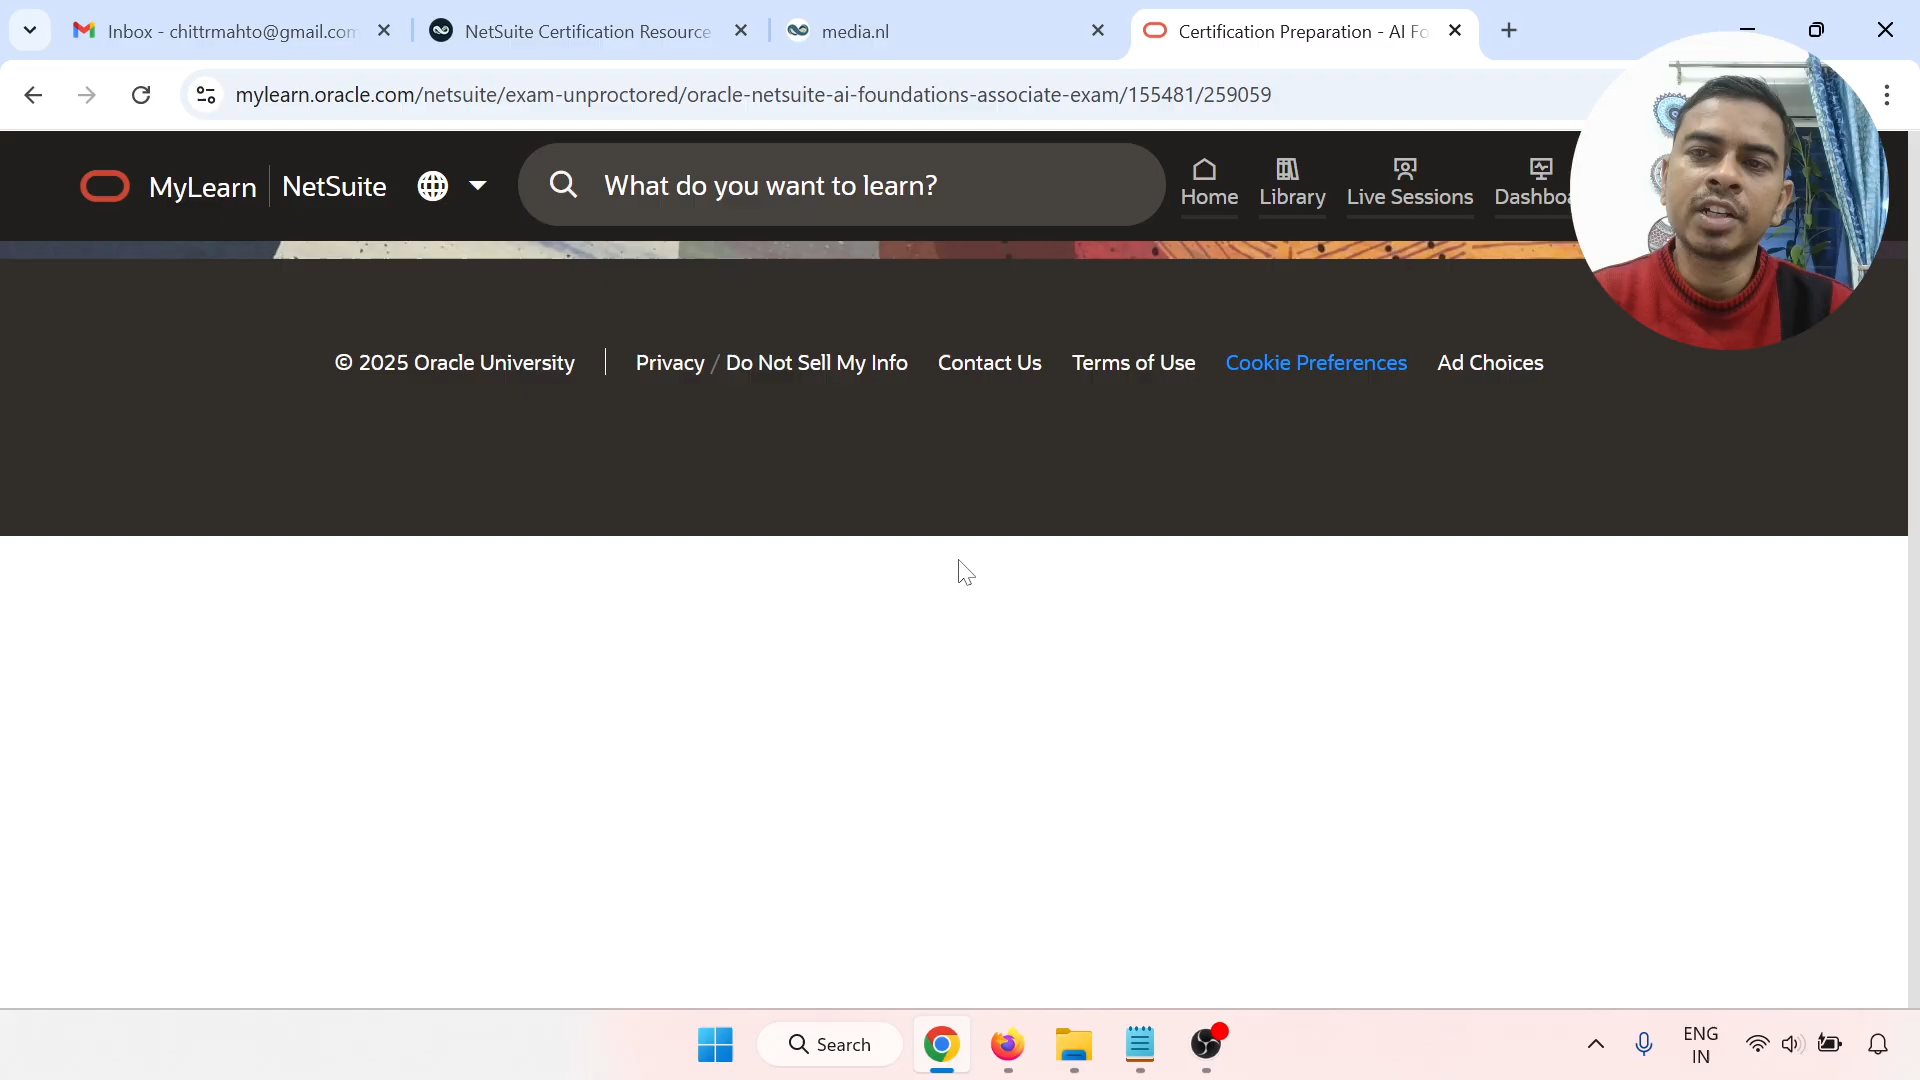 Inbox - chittrmahto@gmail.com
NetSuite Certification Resource
media.nl
Certification Preparation - AI Fo
mylearn.oracle.com/netsuite/exam-unproctored/oracle-netsuite-ai-foundations-associate-exam/155481/259059
MyLearn
NetSuite
What do you want to learn?
Home
Library
Live Sessions
Dashboa
© 2025 Oracle University
Privacy / Do Not Sell My Info
Contact Us
Terms of Use
Cookie Preferences
Ad Choices
Search
ENG
IN